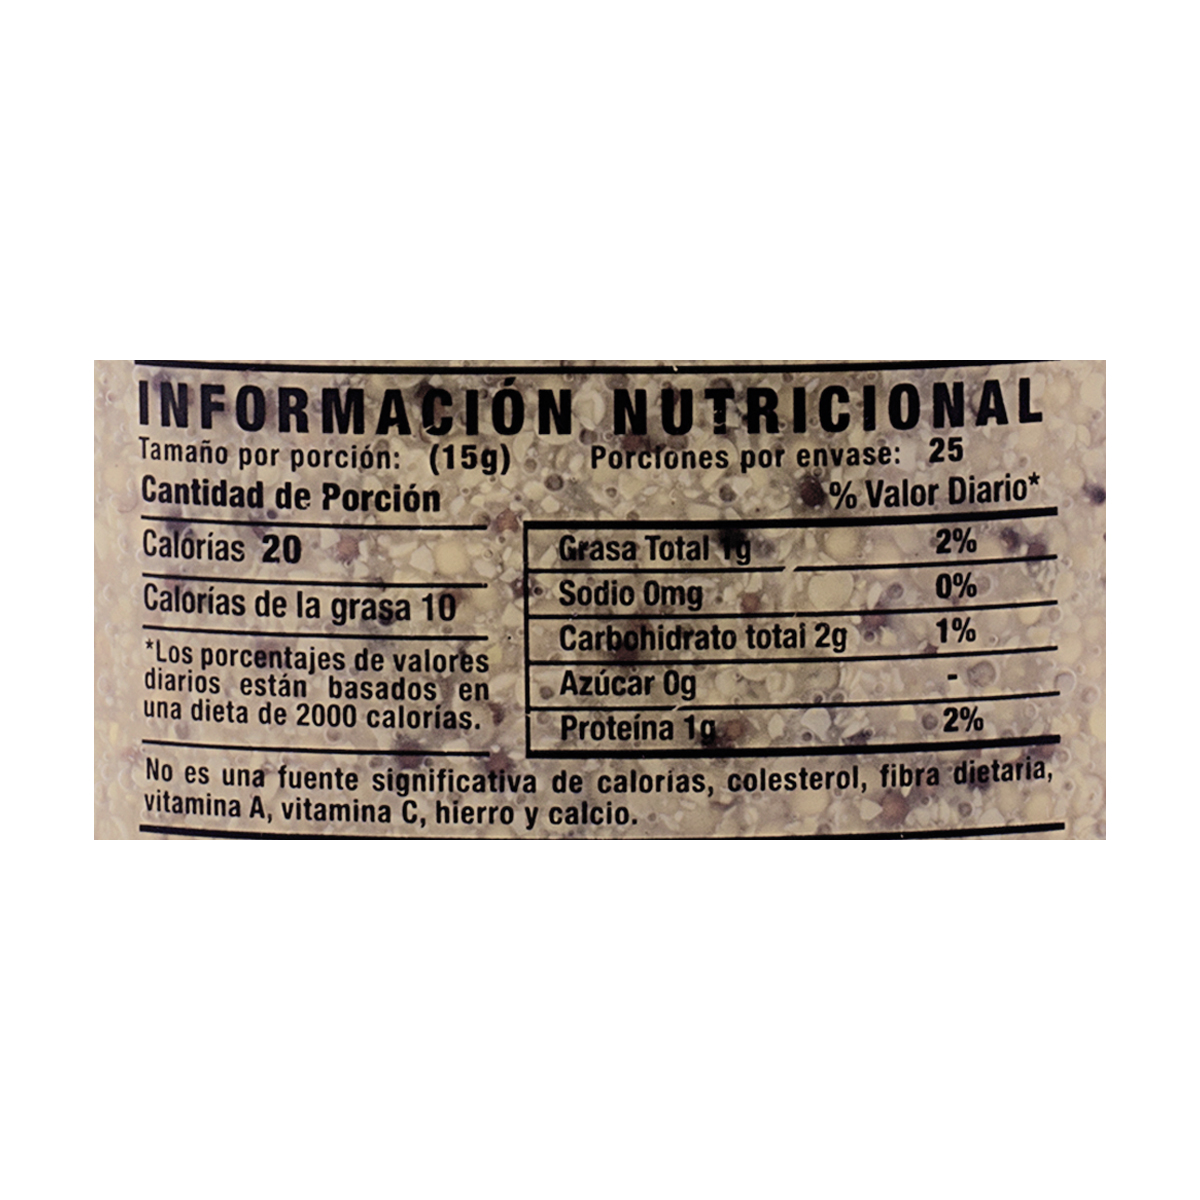 INFORMACIÓN NUTRICIONAL
Tamaño por porción: (15g) Porciones por envase: 25
Cantidad de Porción
% Valor Diario*
Calorías 20
Calorías de la grasa 10
*Los porcentajes de valores
diarios están basados en
una dieta de 2000 calorías.
Grasa Total 1g 2%
Sodio 0mg 0%
Carbohidrato total 2g 1%
Azúcar 0g -
Proteína 1g 2%
No es una fuente significativa de calorías, colesterol, fibra dietaria,
vitamina A, vitamina C, hierro y calcio.